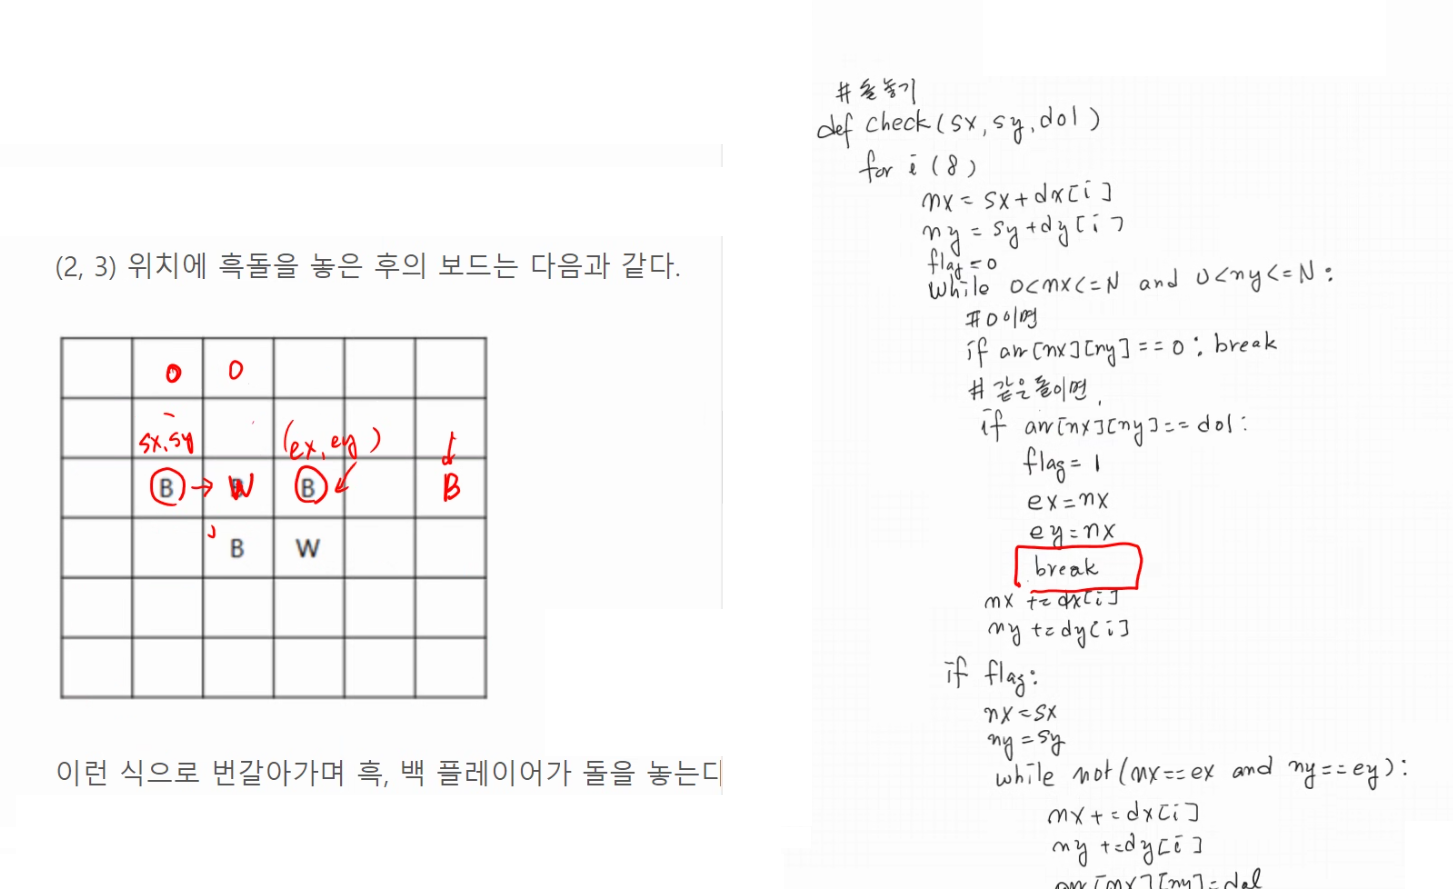 (2, 3) 위치에 흑돌을 놓은 후의 보드는 다음과 같다.
0 0
sx,sy (ex, ey)
B → W B B
B W
이런 식으로 번갈아가며 흑, 백 플레이어가 돌을 놓는다
# 돌놓기
def check(sx,sy,dol)
for i (8)
nx = sx+dx[i]
ny = sy+dy[i]
flag=0
while 0<nx<=N and 0<ny<=N:
#0이면
if arr[nx][ny]==0: break
# 같은돌이면,
if arr[nx][ny]==dol:
flag=1
ex=nx
ey=nx
break
nx +=dx[i]
ny +=dy[i]
if flag:
nx=sx
ny=sy
while not(nx==ex and ny==ey):
nx+=dx[i]
ny+=dy[i]
arr[nx][ny]=dol